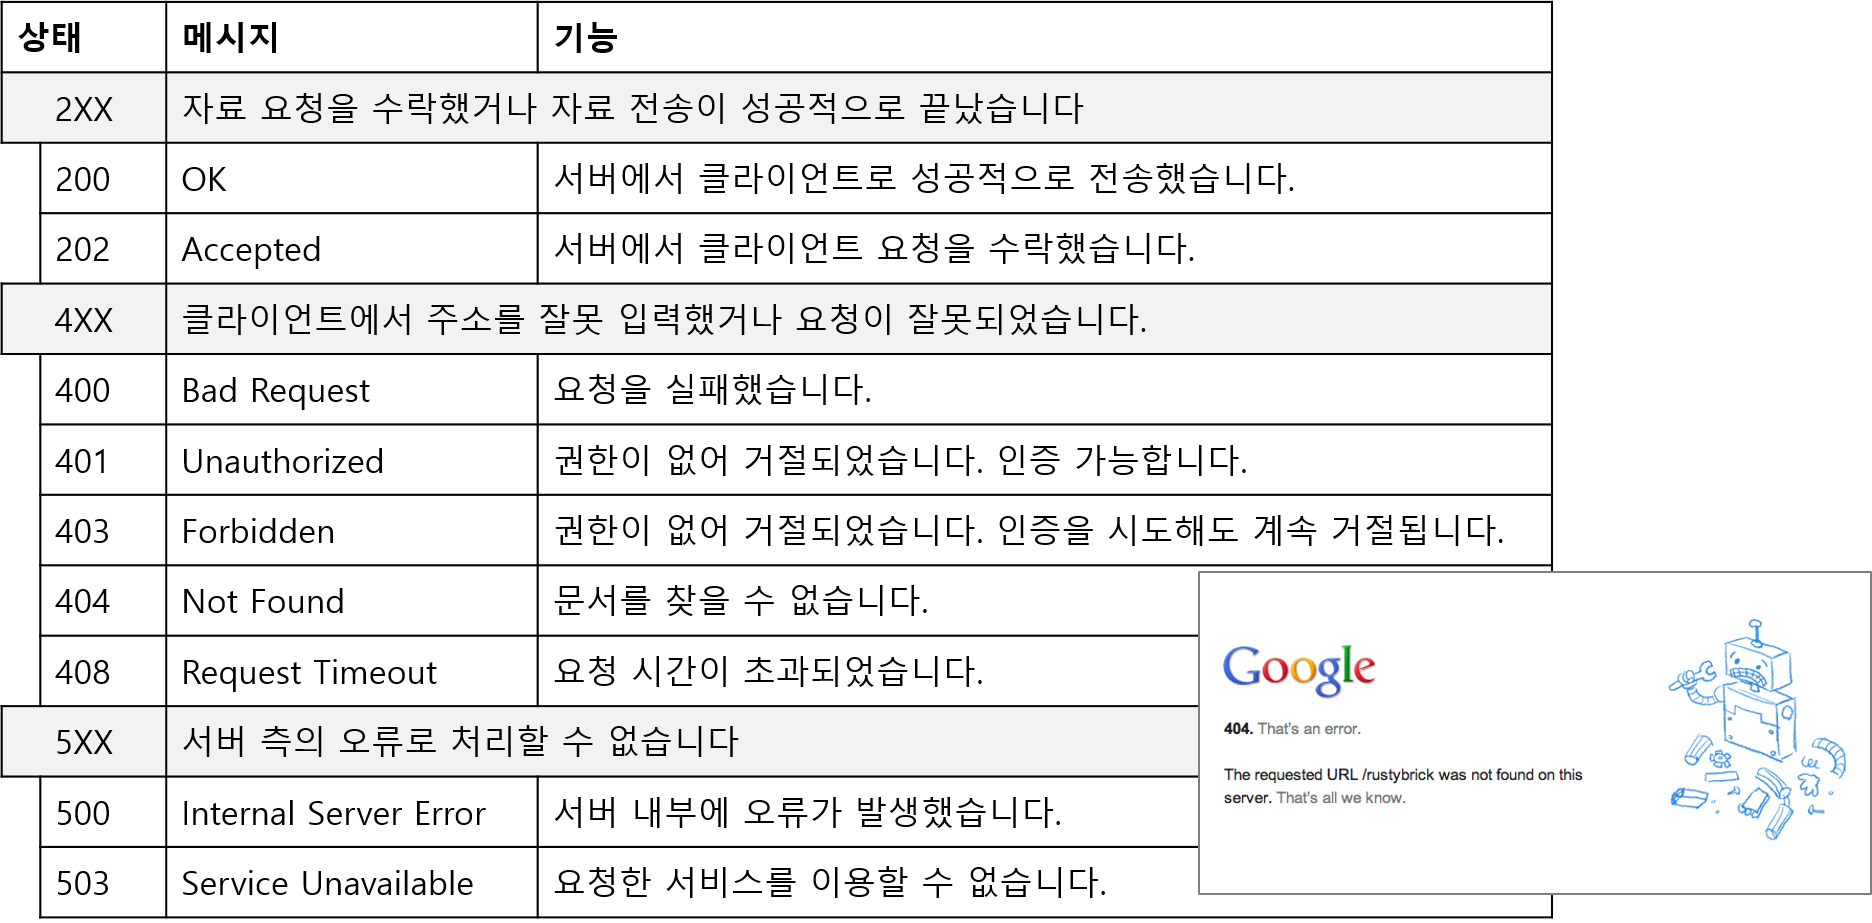 상태 메시지 기능
2XX 자료 요청을 수락했거나 자료 전송이 성공적으로 끝났습니다
200 OK 서버에서 클라이언트로 성공적으로 전송했습니다.
202 Accepted 서버에서 클라이언트 요청을 수락했습니다.
4XX 클라이언트에서 주소를 잘못 입력했거나 요청이 잘못되었습니다.
400 Bad Request 요청을 실패했습니다.
401 Unauthorized 권한이 없어 거절되었습니다. 인증 가능합니다.
403 Forbidden 권한이 없어 거절되었습니다. 인증을 시도해도 계속 거절됩니다.
404 Not Found 문서를 찾을 수 없습니다.
408 Request Timeout 요청 시간이 초과되었습니다.
5XX 서버 측의 오류로 처리할 수 없습니다
500 Internal Server Error 서버 내부에 오류가 발생했습니다.
503 Service Unavailable 요청한 서비스를 이용할 수 없습니다.
Google
404. That's an error.
The requested URL /rustybrick was not found on this
server. That's all we know.